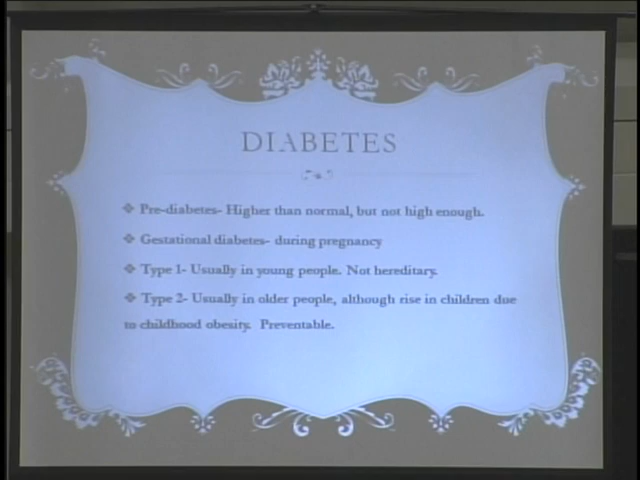 DIABETES
❖ Pre-diabetes- Higher than normal, but not high enough.
❖ Gestational diabetes- during pregnancy
❖ Type 1- Usually in young people. Not hereditary.
❖ Type 2- Usually in older people, although rise in children due
to childhood obesity. Preventable.